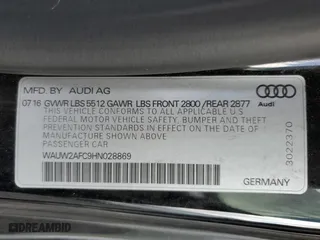 MFD BY AUDI AG
07 16 GVWR LBS 5512 GAWR LBS FRONT 2800 /REAR 2877
THIS VEHICLE CONFORMS TO ALL APPLICABLE U.S.
FEDERAL MOTOR VEHICLE SAFETY, BUMPER AND
THEFT PREVENTION STANDARDS IN EFFECT ON THE
DATE OF MANUFACTURE SHOWN ABOVE
PASSENGER CAR
WAUW2AFC9HN028869
GERMANY
Audi
3022370
DREAMBID